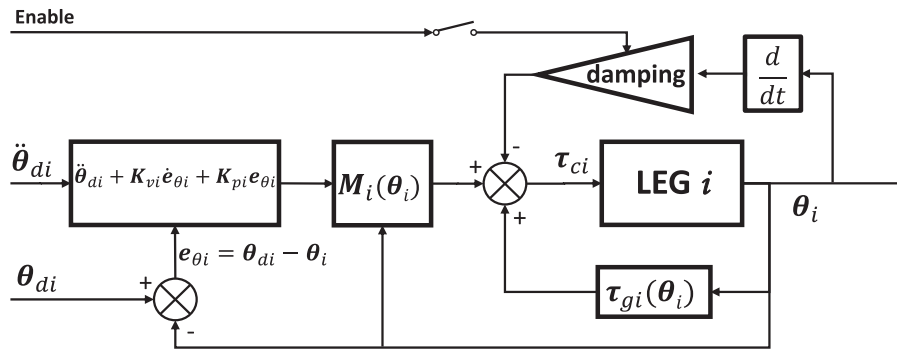 Enable
damping
d
dt
θ̈di
θ̈di + Kvi ėθi + Kpi eθi
Mi(θi)
+
-
+
τci
LEG i
θi
eθi = θdi − θi
θdi
+
-
τgi(θi)